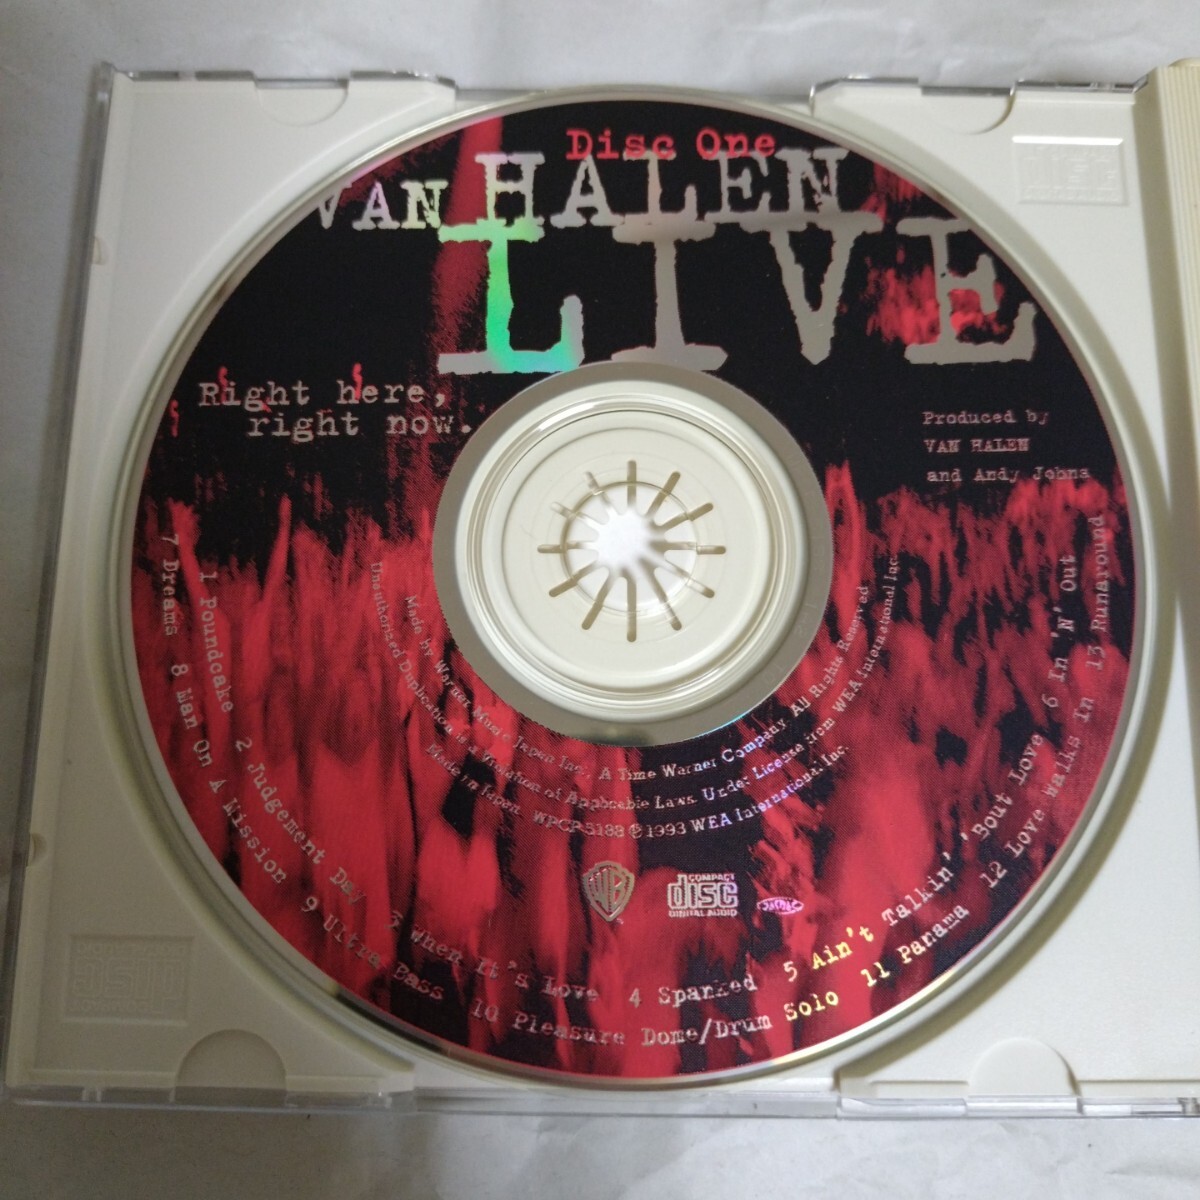 Disc One
VAN HALEN
LIVE
Right here,
right now.
Produced by
VAN HALEN
and Andy Johns
1 Poundcake 2 Judgement Day 3 When It's Love 4 Spanked 5 Ain't Talkin' 'Bout Love 6 In 'N' Out
7 Dreams 8 Man On A Mission 9 Ultra Bass 10 Pleasure Dome/Drum Solo 11 Panama 12 Love Walks In 13 Runaround
Made by Warner Music Japan Inc., A Time Warner Company. All Rights Reserved
Unauthorized Duplication is a Violation of Applicable Laws. Under License from WEA International Inc.
Made in Japan. WPCP-5188 ℗1993 WEA International Inc.
WB
COMPACT
disc
DIGITAL AUDIO